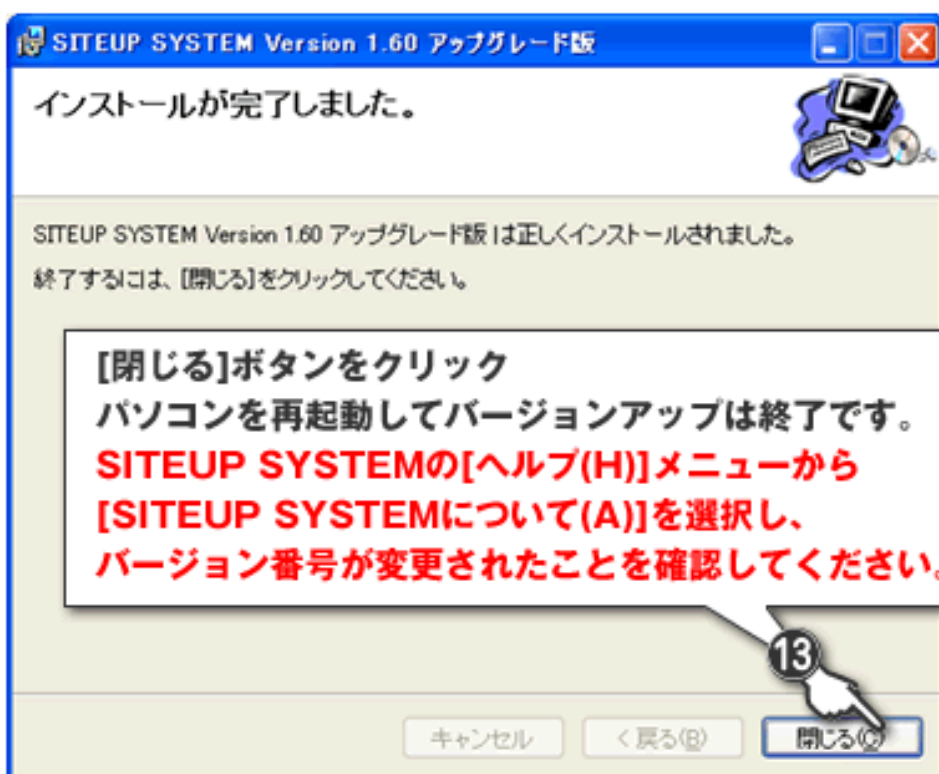 SITEUP SYSTEM Version 1.60 アップグレード版
インストールが完了しました。
SITEUP SYSTEM Version 1.60 アップグレード版 は正しくインストールされました。
終了するには、[閉じる]をクリックしてください。
[閉じる]ボタンをクリック
パソコンを再起動してバージョンアップは終了です。
SITEUP SYSTEMの[ヘルプ(H)]メニューから
[SITEUP SYSTEMについて(A)]を選択し、
バージョン番号が変更されたことを確認してください。
13
キャンセル
< 戻る(B)
閉じる(C)